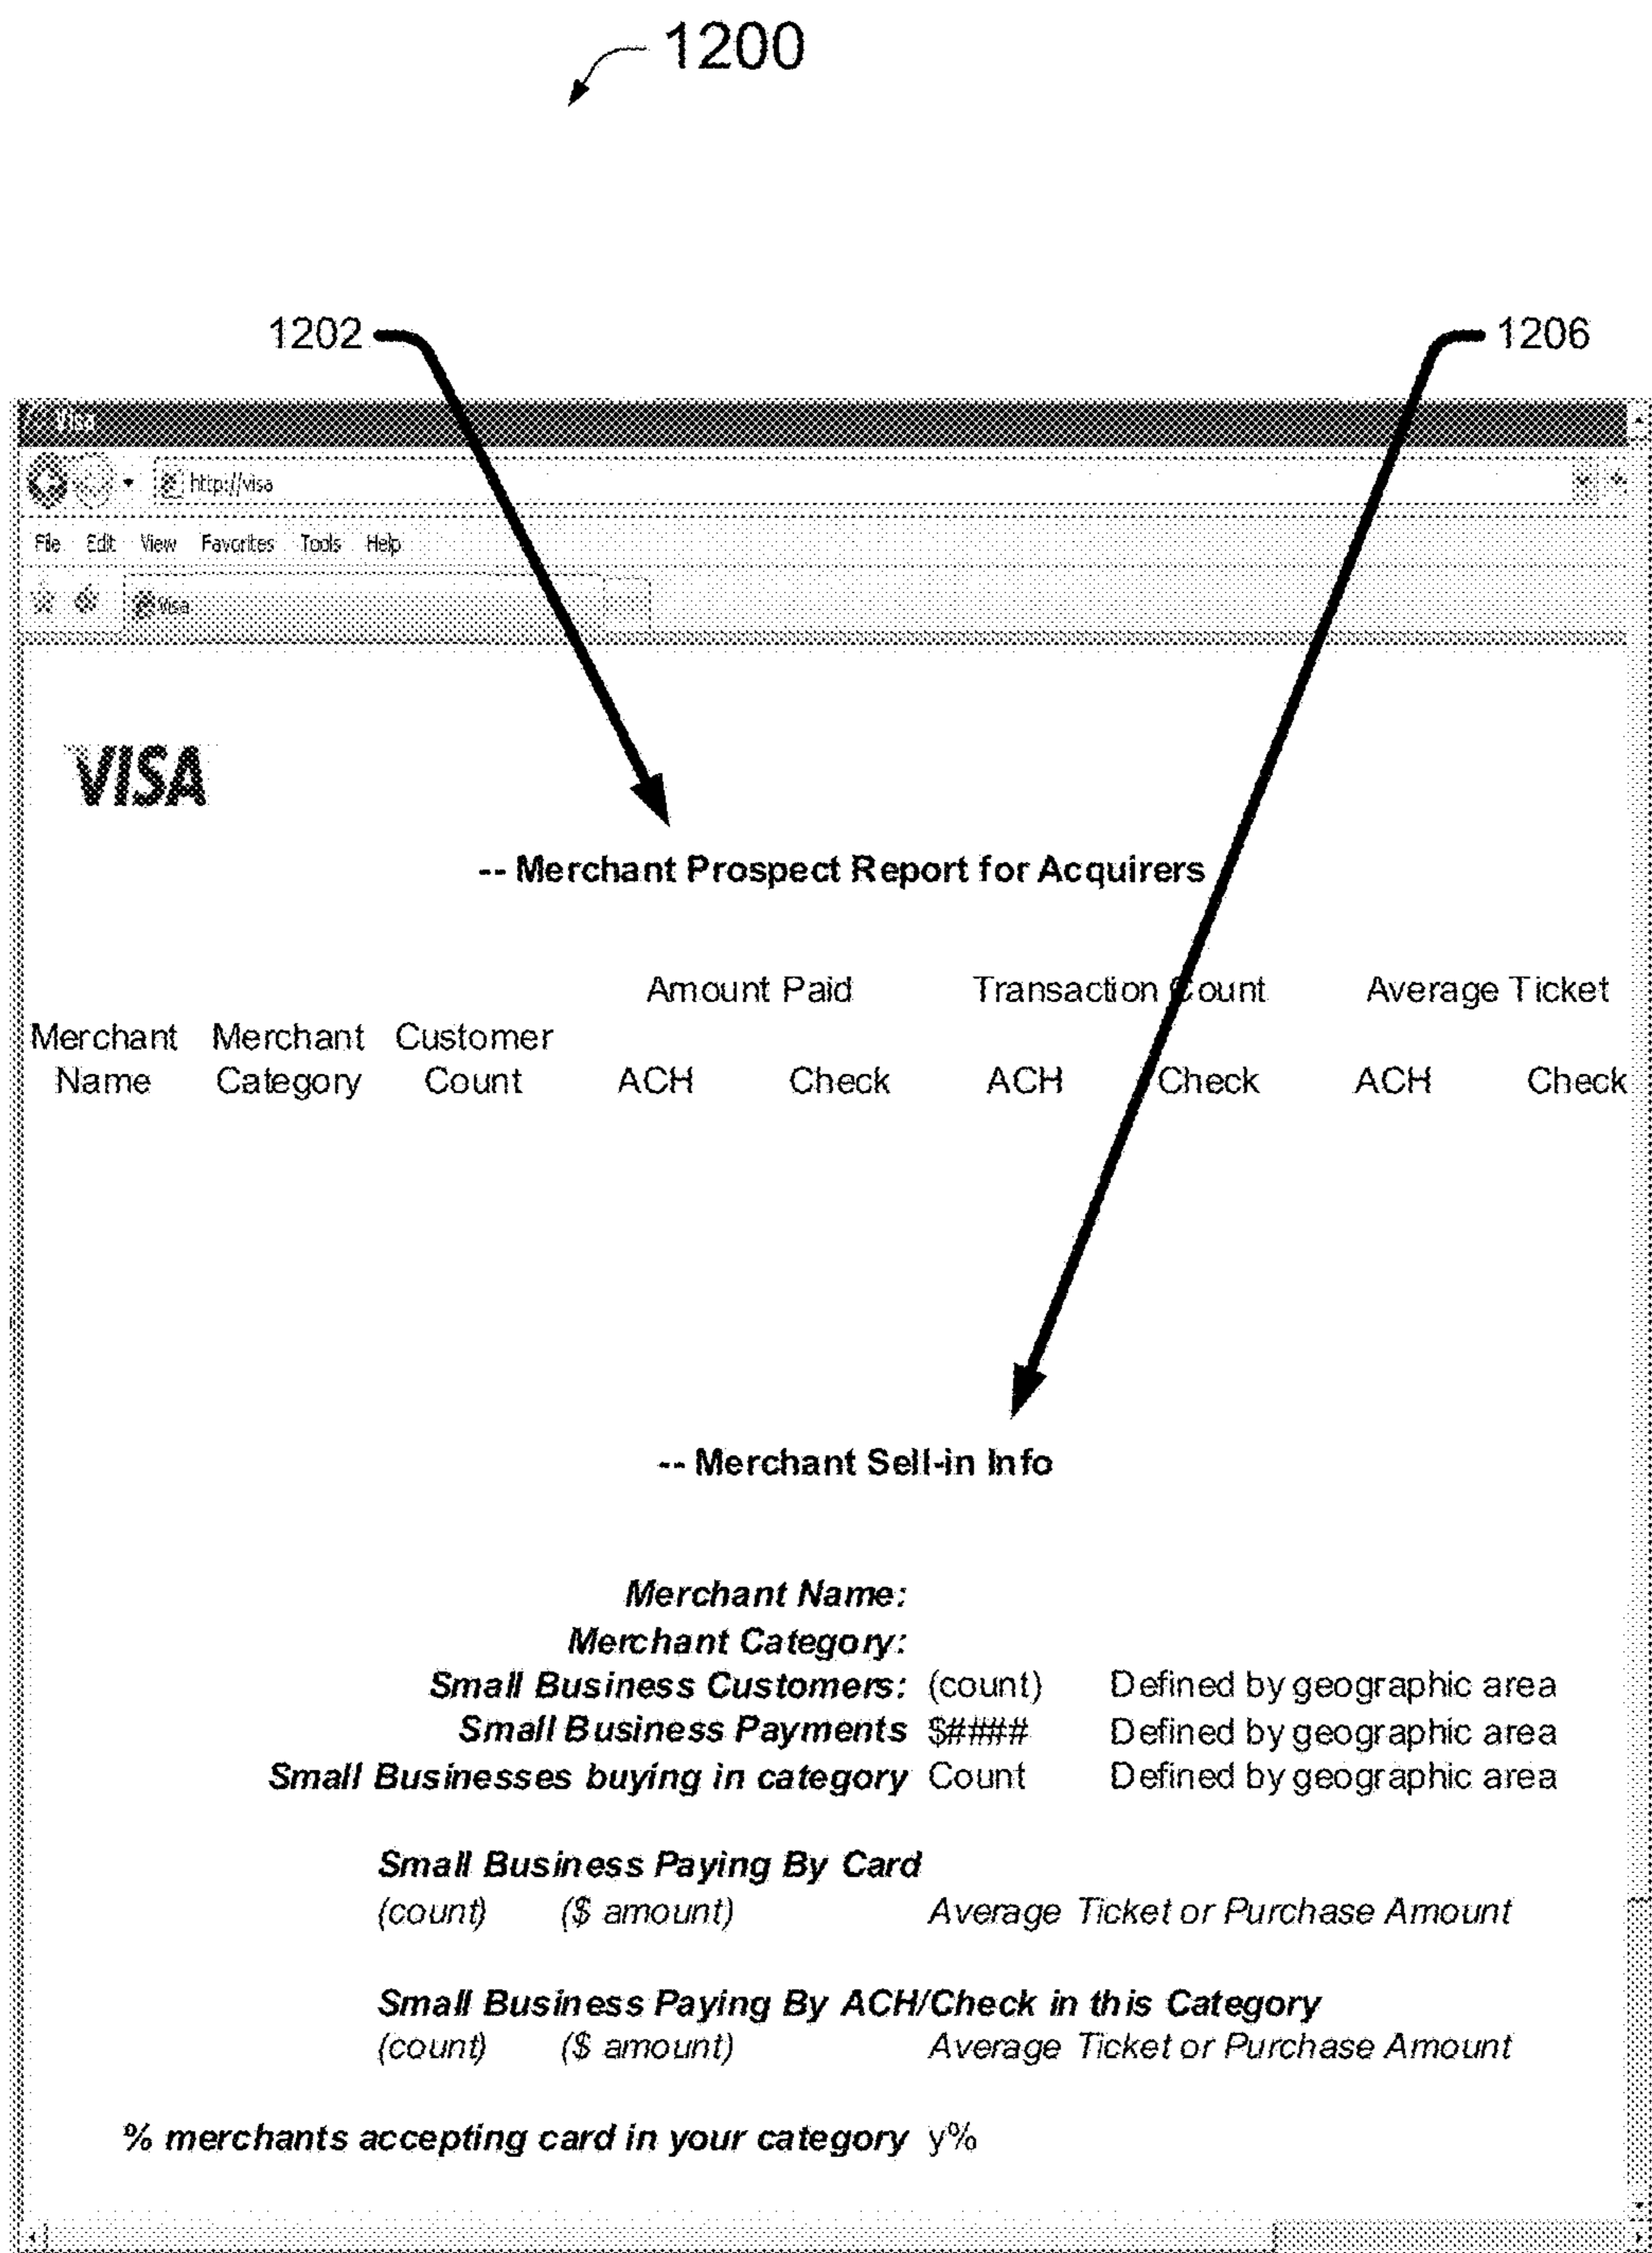 1200
1202 1206
Visa
http://visa
File Edit View Favorites Tools Help
Visa
VISA
-- Merchant Prospect Report for Acquirers
Amount Paid Transaction Count Average Ticket
Merchant Merchant Customer
Name Category Count ACH Check ACH Check ACH Check
-- Merchant Sell-in Info
Merchant Name:
Merchant Category:
Small Business Customers: (count) Defined by geographic area
Small Business Payments $#### Defined by geographic area
Small Businesses buying in category Count Defined by geographic area
Small Business Paying By Card
(count) ($ amount) Average Ticket or Purchase Amount
Small Business Paying By ACH/Check in this Category
(count) ($ amount) Average Ticket or Purchase Amount
% merchants accepting card in your category y%